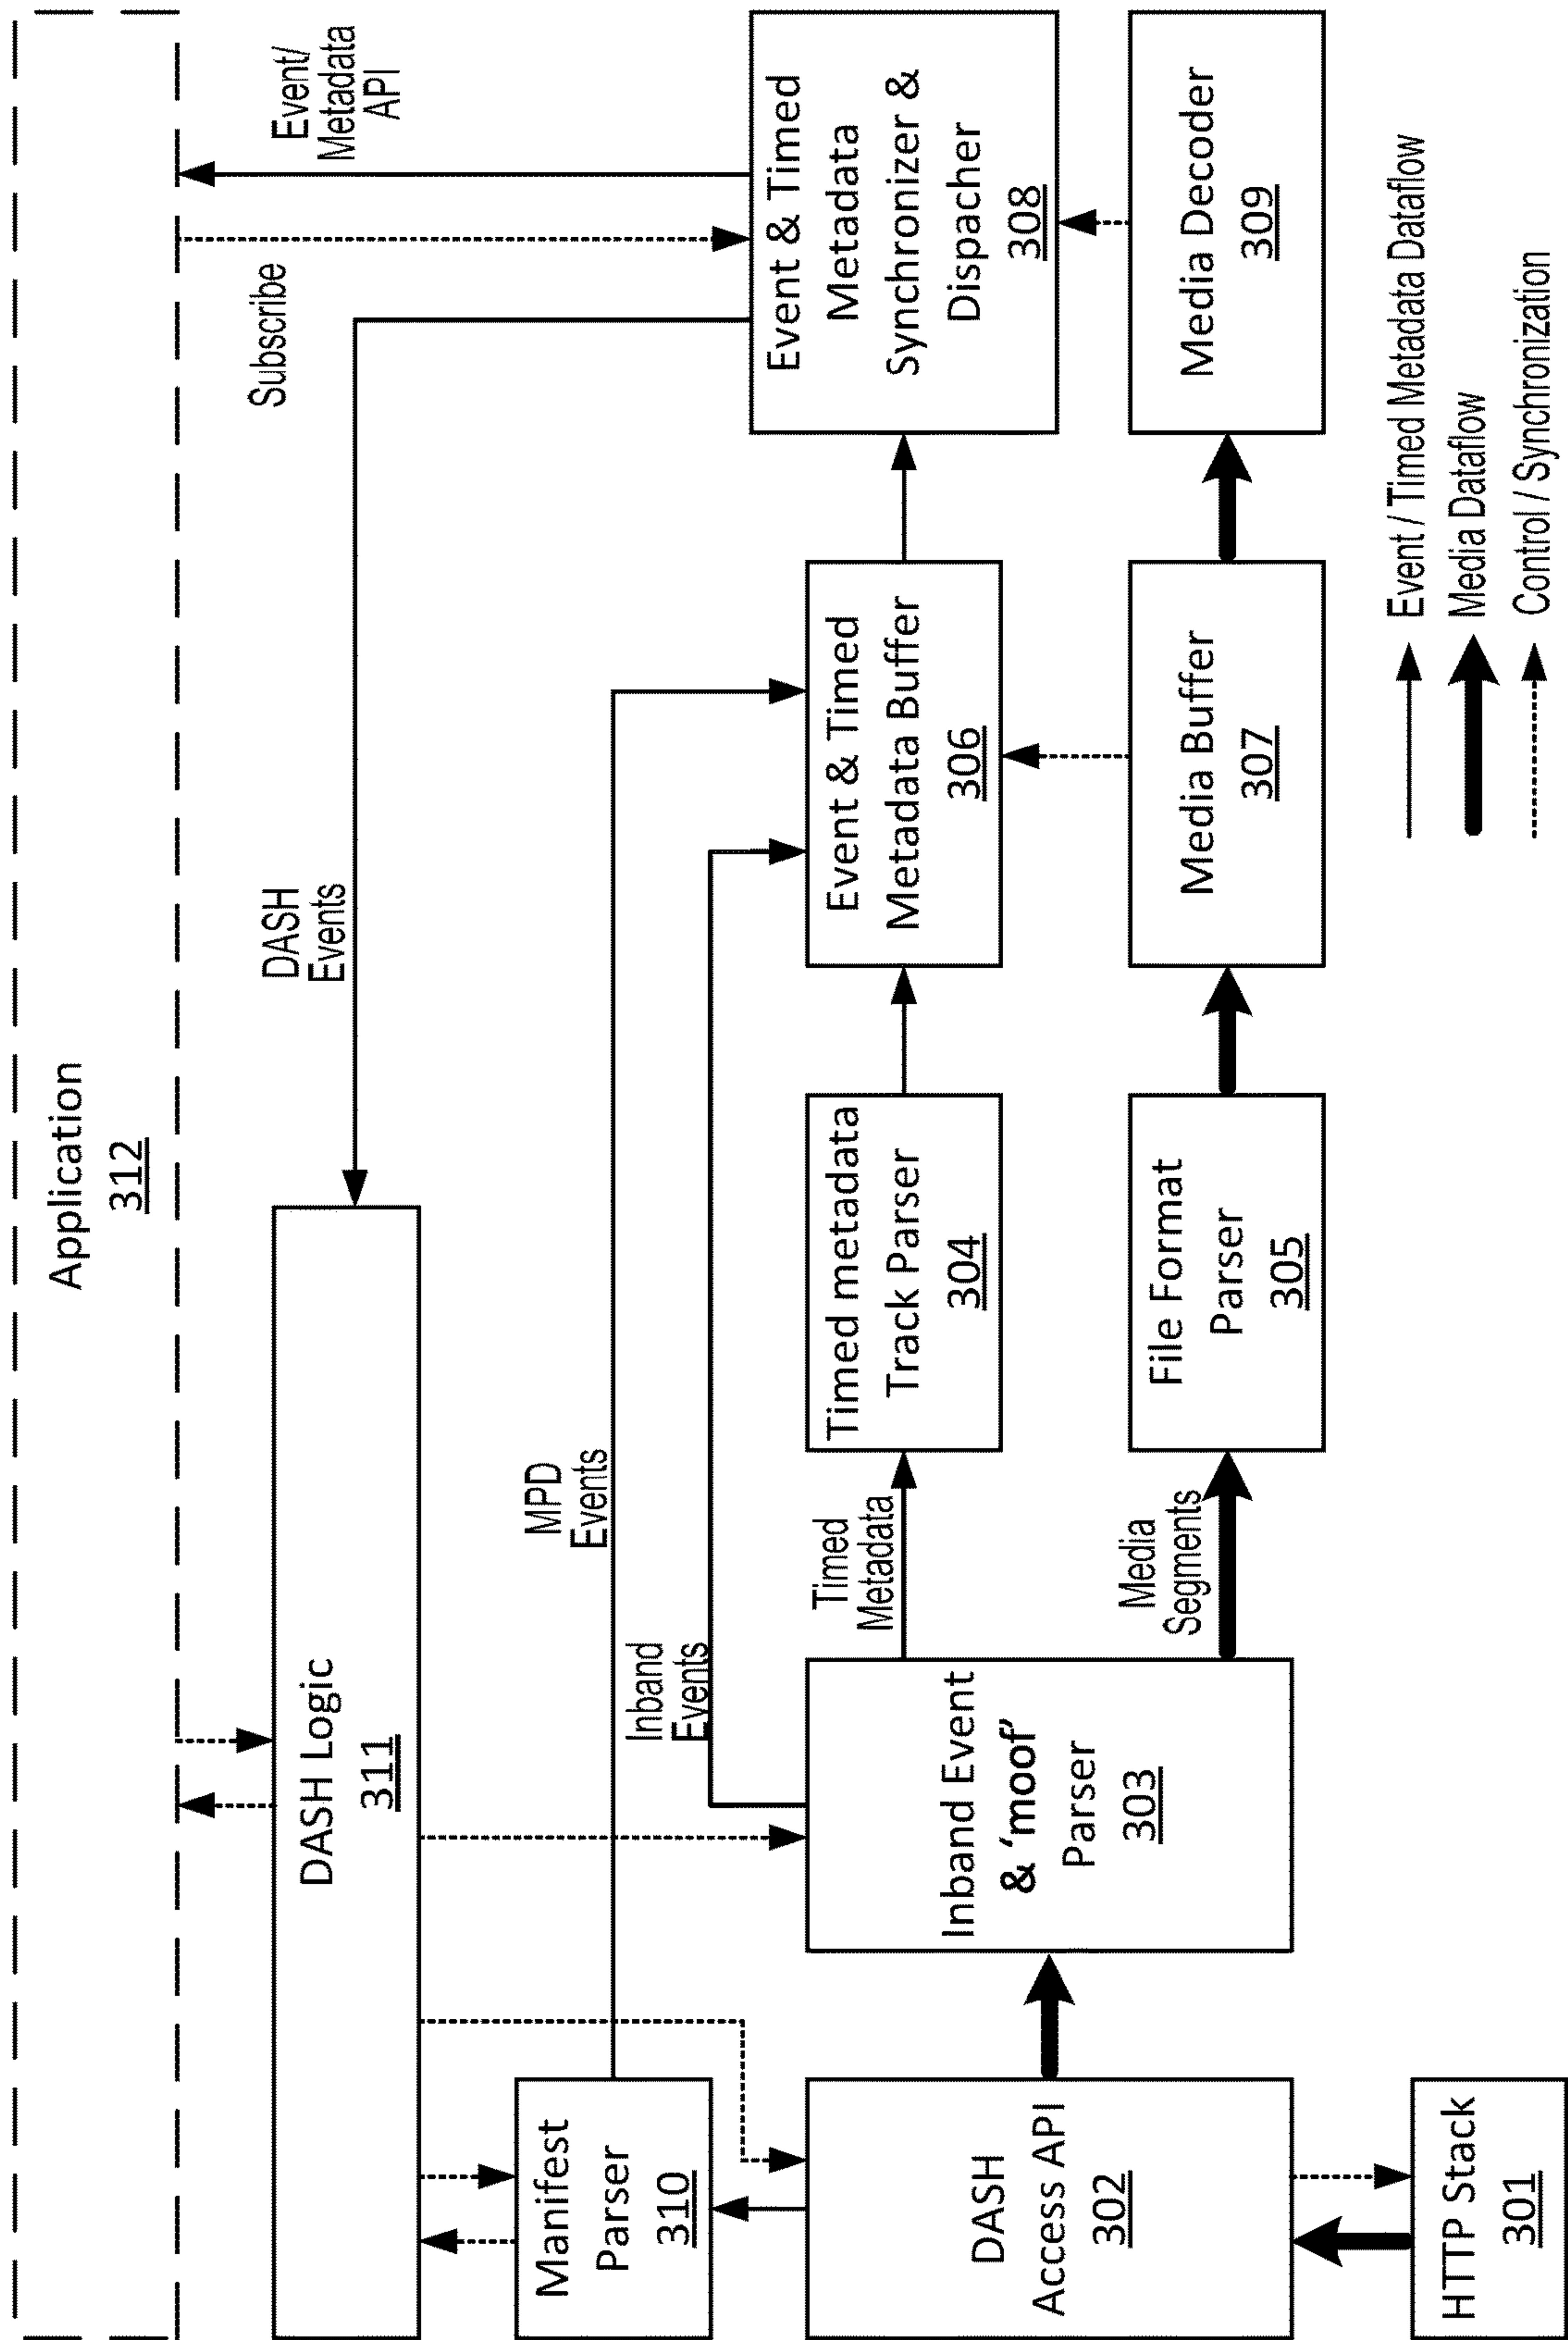 Application
312
DASH Logic
311
DASH
Events
Subscribe
Event/
Metadata
API
Manifest
Parser
310
MPD
Events
Inband
Events
DASH
Access API
302
Inband Event
& ‘moof’
Parser
303
Timed
Metadata
Timed metadata
Track Parser
304
Event & Timed
Metadata Buffer
306
Event & Timed
Metadata
Synchronizer &
Dispacher
308
Media
Segments
File Format
Parser
305
Media Buffer
307
Media Decoder
309
HTTP Stack
301
Event / Timed Metadata Dataflow
Media Dataflow
Control / Synchronization